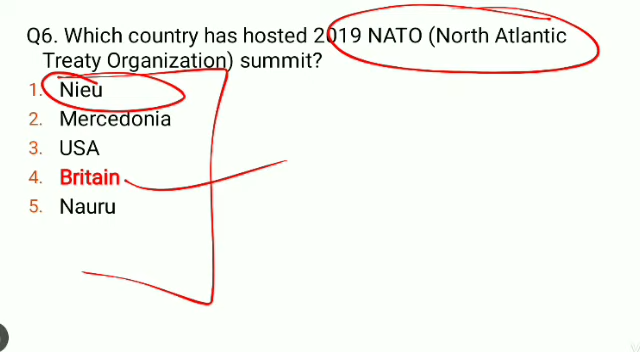 Q6. Which country has hosted 2019 NATO (North Atlantic
Treaty Organization) summit?
1. Nieu
2. Mercedonia
3. USA
4. Britain
5. Nauru